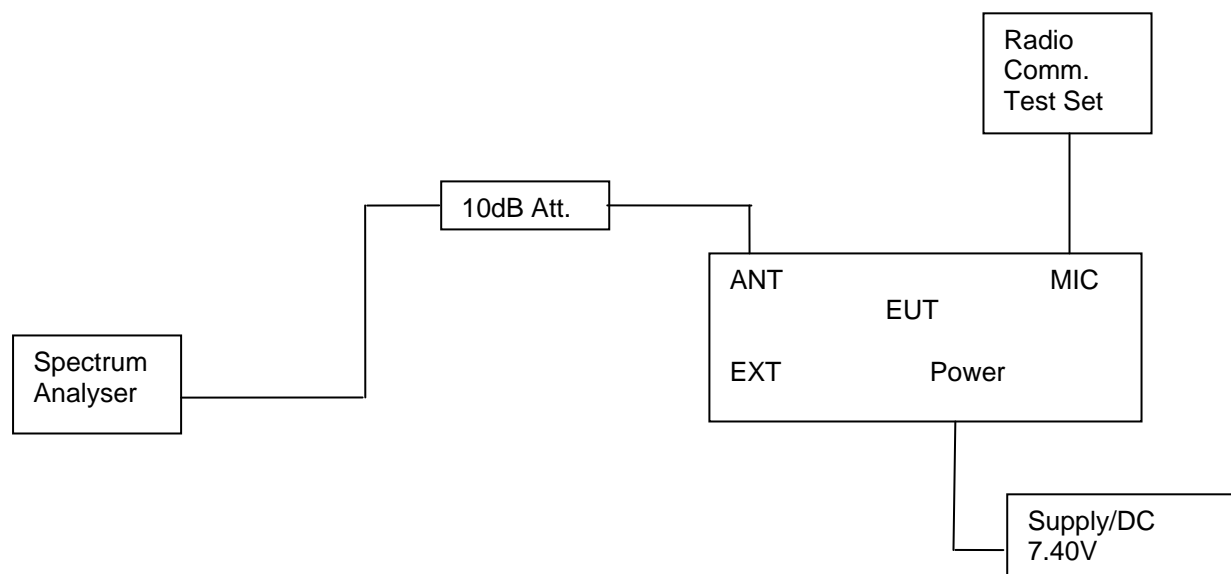 Radio
Comm.
Test Set
10dB Att.
ANT
MIC
EUT
Spectrum
Analyser
EXT
Power
Supply/DC
7.40V